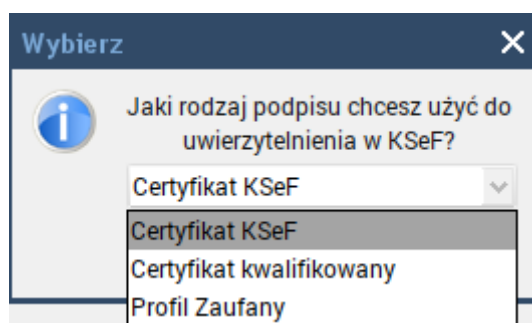 Wybierz
Jaki rodzaj podpisu chcesz użyć do
uwierzytelnienia w KSeF?
Certyfikat KSeF
Certyfikat KSeF
Certyfikat kwalifikowany
Profil Zaufany